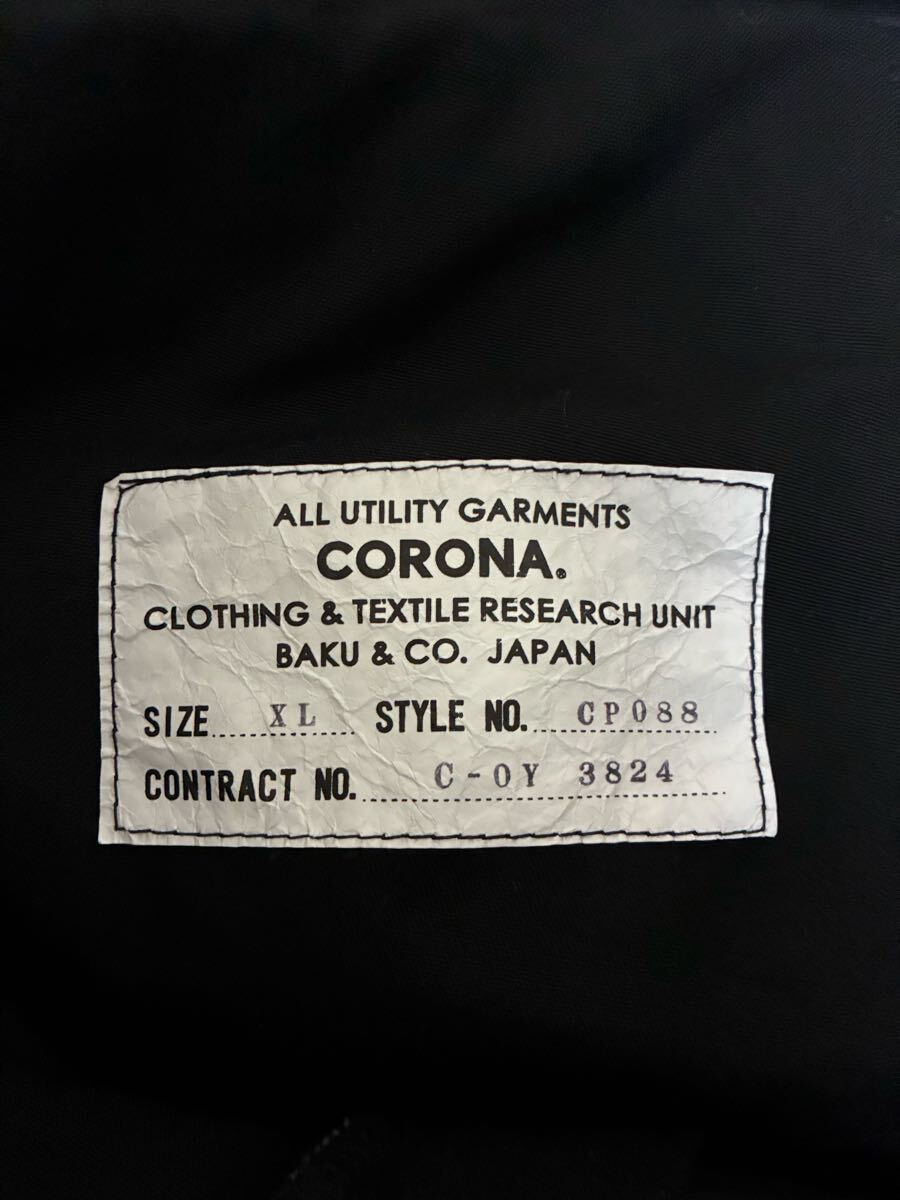 ALL UTILITY GARMENTS
CORONA.®
CLOTHING & TEXTILE RESEARCH UNIT
BAKU & CO. JAPAN
SIZE XL STYLE NO. CP088
CONTRACT NO. C-OY 3824